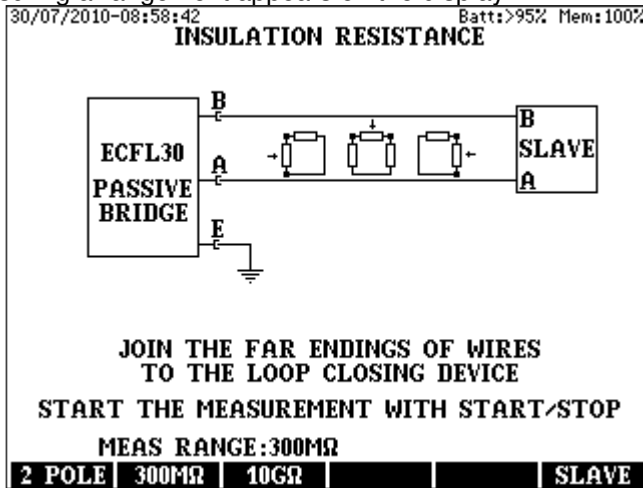 30/07/2010-08:58:42 Batt:>95% Mem:100%
INSULATION RESISTANCE
B
B
ECFL30
SLAVE
A
A
PASSIVE
BRIDGE
E
JOIN THE FAR ENDINGS OF WIRES
TO THE LOOP CLOSING DEVICE
START THE MEASUREMENT WITH START/STOP
MEAS RANGE:300MΩ
2 POLE 300MΩ 10GΩ SLAVE